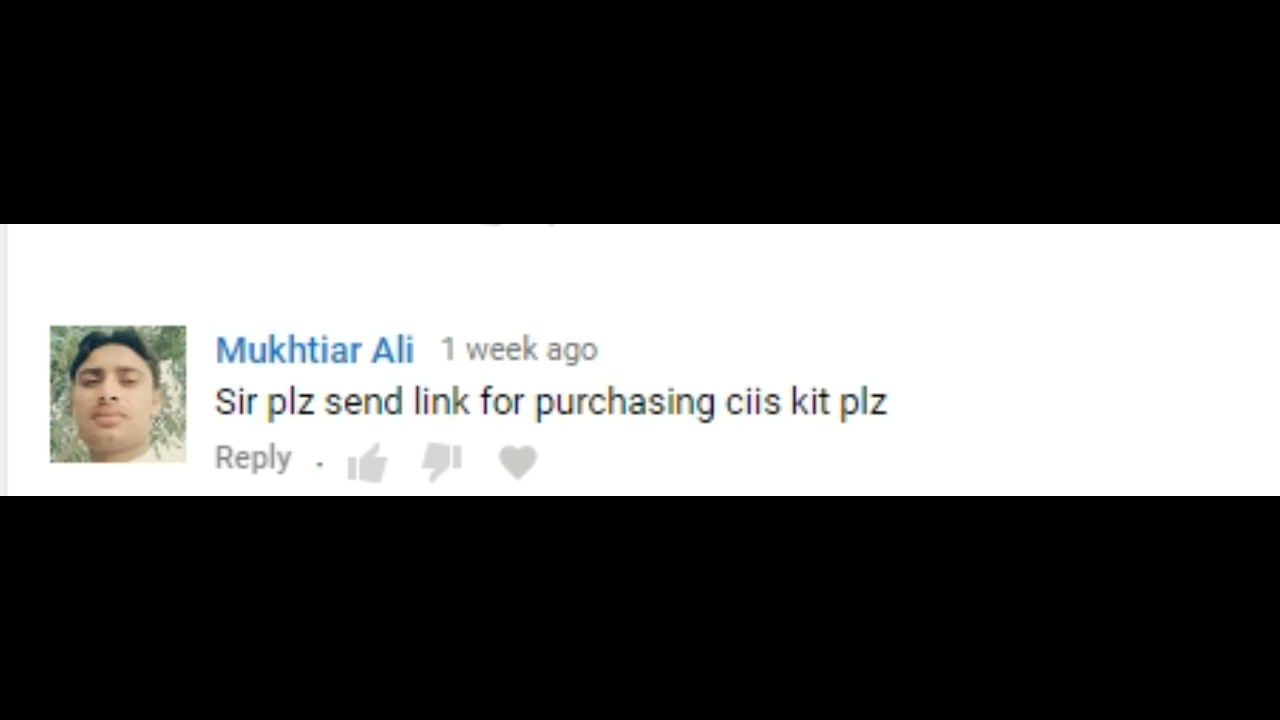 Mukhtiar Ali 1 week ago
Sir plz send link for purchasing ciis kit plz
Reply .